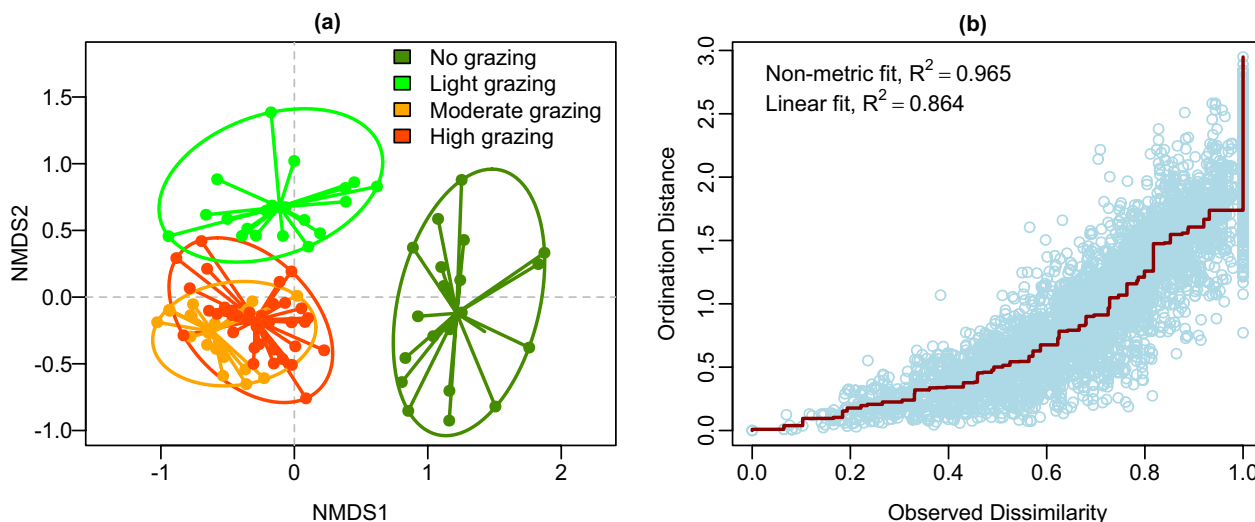 (a)
No grazing
Light grazing
Moderate grazing
High grazing
NMDS2
1.5
1.0
0.5
0.0
-0.5
-1.0
-1
0
1
2
NMDS1
(b)
Non-metric fit, R² = 0.965
Linear fit, R² = 0.864
Ordination Distance
3.0
2.5
2.0
1.5
1.0
0.5
0.0
0.0
0.2
0.4
0.6
0.8
1.0
Observed Dissimilarity